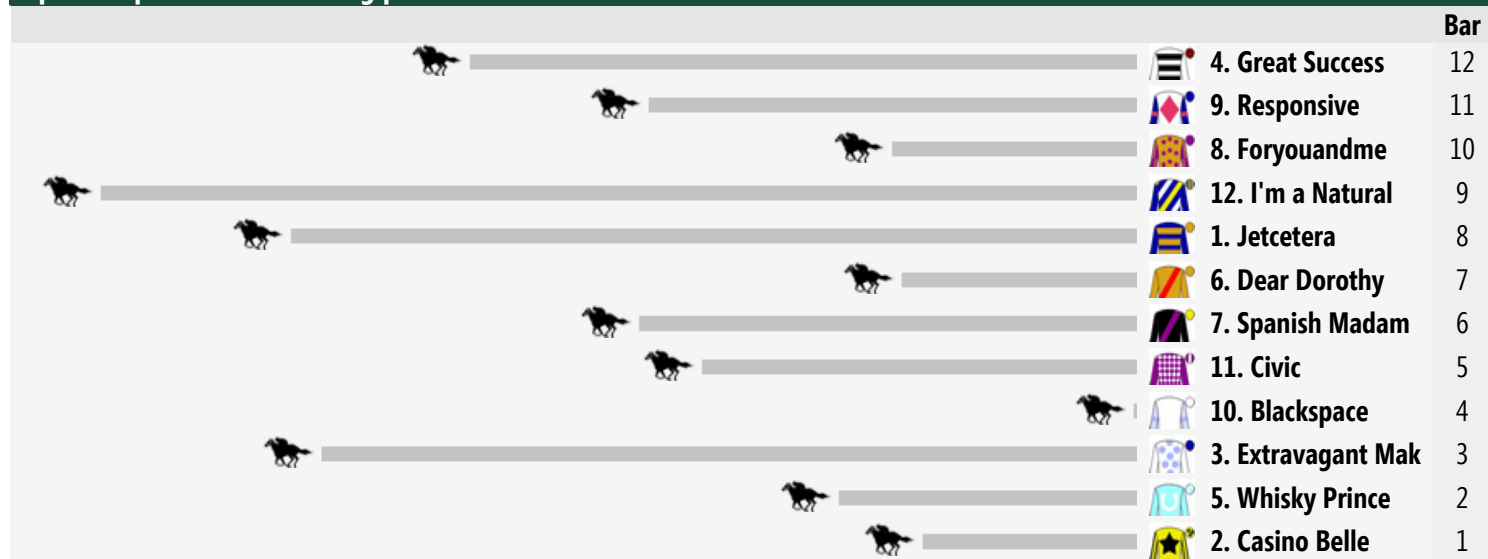 Bar
4. Great Success 12
9. Responsive 11
8. Foryouandme 10
12. I'm a Natural 9
1. Jetcetera 8
6. Dear Dorothy 7
7. Spanish Madam 6
11. Civic 5
10. Blackspace 4
3. Extravagant Mak 3
5. Whisky Prince 2
2. Casino Belle 1